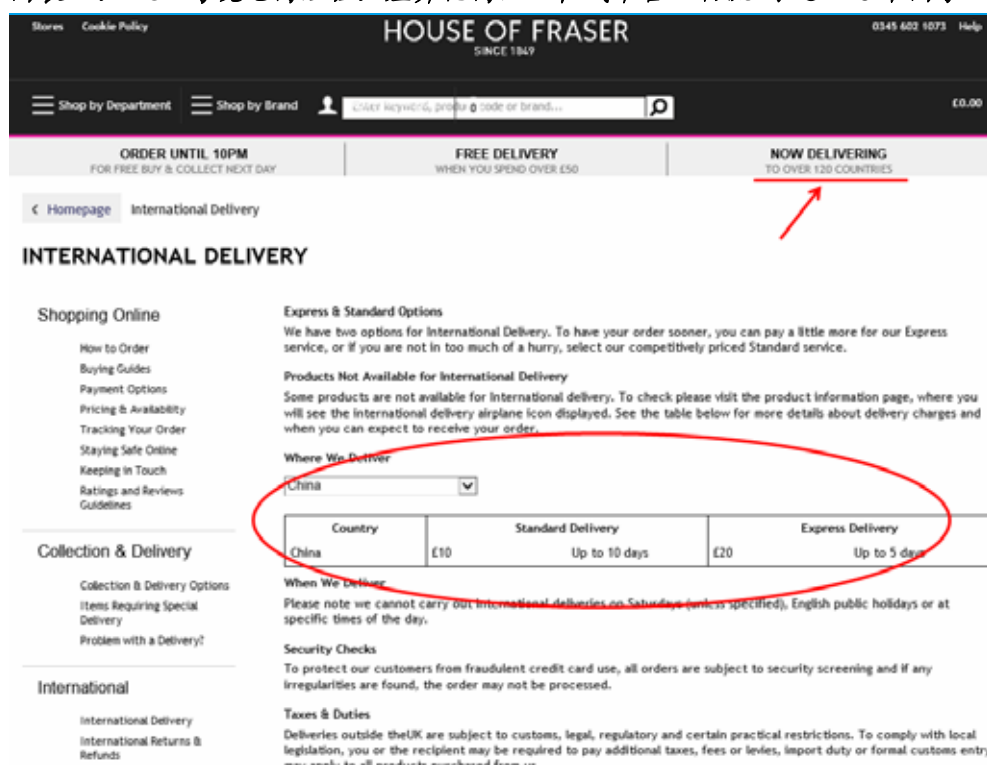 Stores Cookie Policy
HOUSE OF FRASER
SINCE 1849
0345 602 1073 Help
Shop by Department
Shop by Brand
Enter keyword, product code or brand...
£0.00
ORDER UNTIL 10PM
FOR FREE BUY & COLLECT NEXT DAY
FREE DELIVERY
WHEN YOU SPEND OVER £50
NOW DELIVERING
TO OVER 120 COUNTRIES
Homepage International Delivery
INTERNATIONAL DELIVERY
Shopping Online
How to Order
Buying Guides
Payment Options
Pricing & Availability
Tracking Your Order
Staying Safe Online
Keeping in Touch
Ratings and Reviews
Guidelines
Collection & Delivery
Collection & Delivery Options
Items Requiring Special
Delivery
Problem with a Delivery?
International
International Delivery
International Returns &
Refunds
Express & Standard Options
We have two options for International Delivery. To have your order sooner, you can pay a little more for our Express
service, or if you are not in too much of a hurry, select our competitively priced Standard service.
Products Not Available for International Delivery
Some products are not available for International delivery. To check please visit the product information page, where you
will see the international delivery airplane icon displayed. See the table below for more details about delivery charges and
when you can expect to receive your order.
Where We Deliver
China
Country Standard Delivery Express Delivery
China £10 Up to 10 days £20 Up to 5 days
When We Deliver
Please note we cannot carry out international deliveries on Saturdays (unless specified), English public holidays or at
specific times of the day.
Security Checks
To protect our customers from fraudulent credit card use, all orders are subject to security screening and if any
irregularities are found, the order may not be processed.
Taxes & Duties
Deliveries outside theUK are subject to customs, legal, regulatory and certain practical restrictions. To comply with local
legislation, you or the recipient may be required to pay additional taxes, fees or levies, import duty or formal customs entry
may apply to all products purchased from us